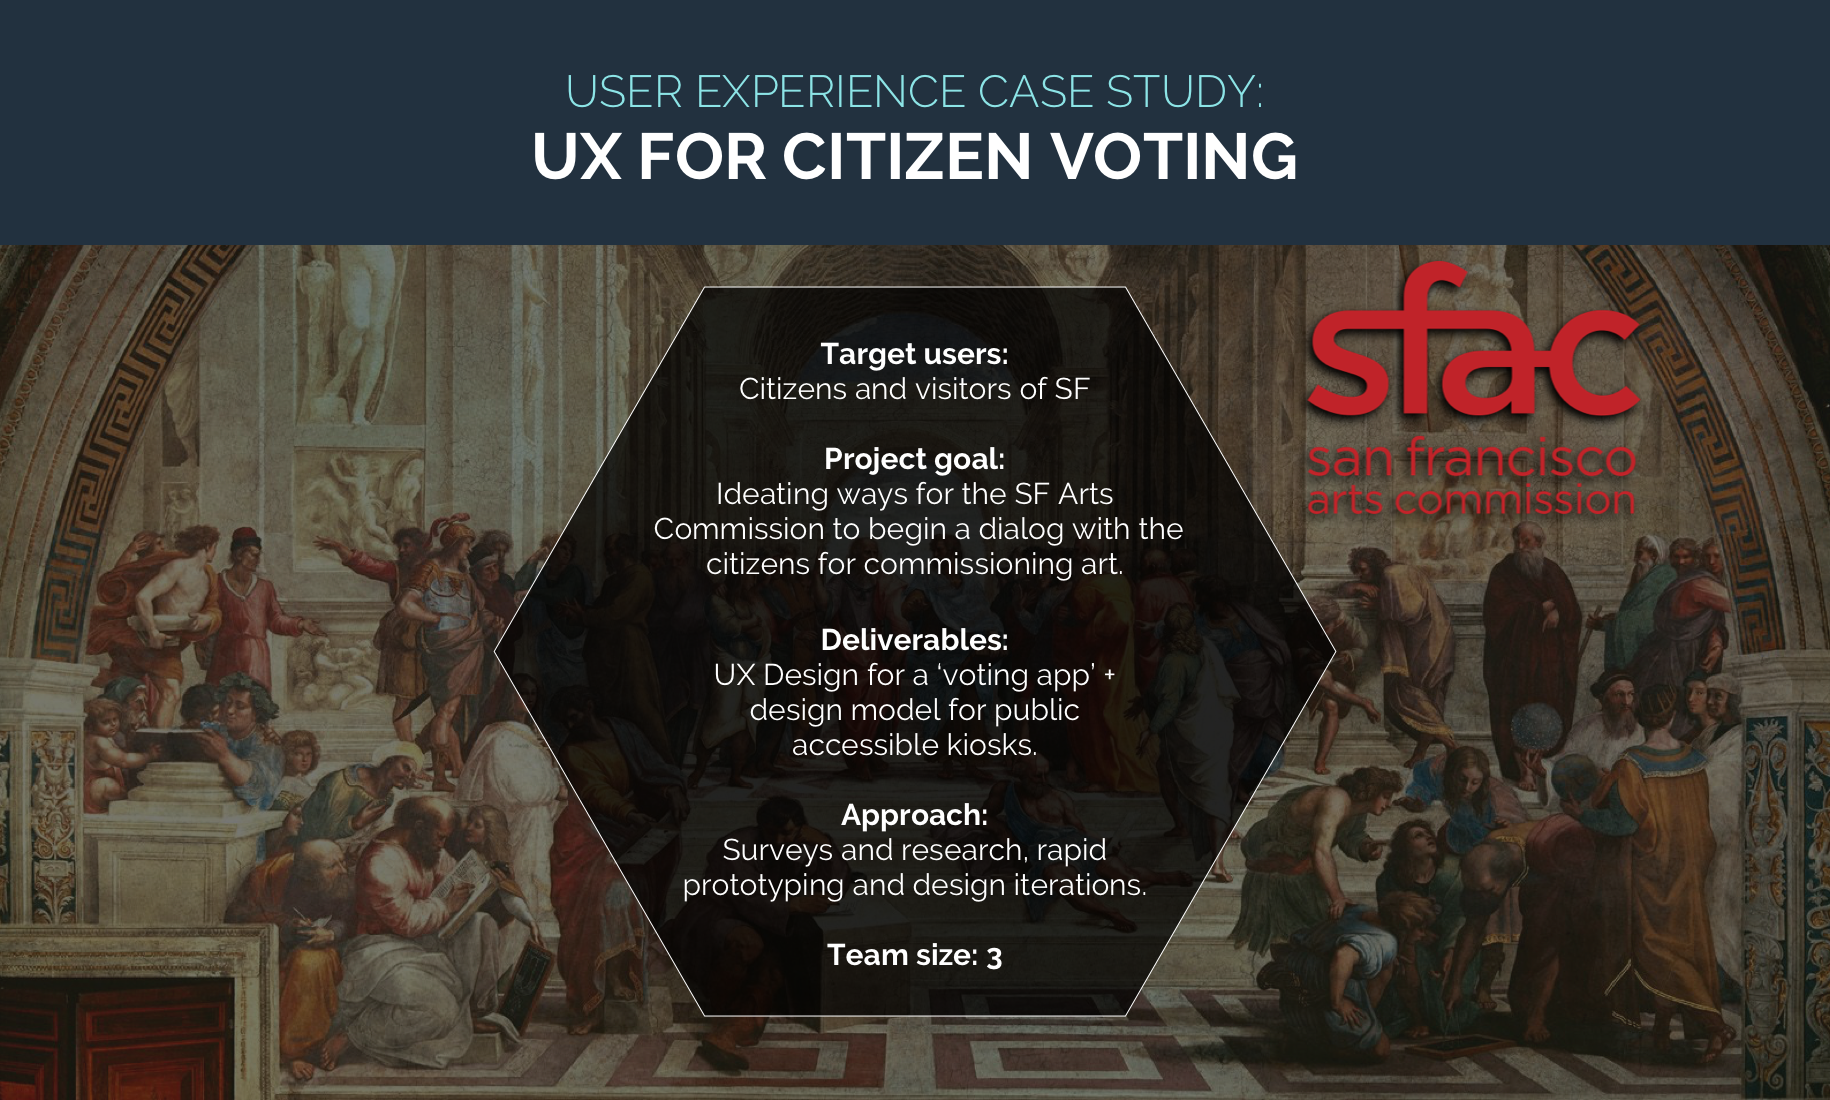 USER EXPERIENCE CASE STUDY:
UX FOR CITIZEN VOTING
sfac
san francisco
arts commission
Target users:
Citizens and visitors of SF
Project goal:
Ideating ways for the SF Arts
Commission to begin a dialog with the
citizens for commissioning art.
Deliverables:
UX Design for a ‘voting app’ +
design model for public
accessible kiosks.
Approach:
Surveys and research, rapid
prototyping and design iterations.
Team size: 3